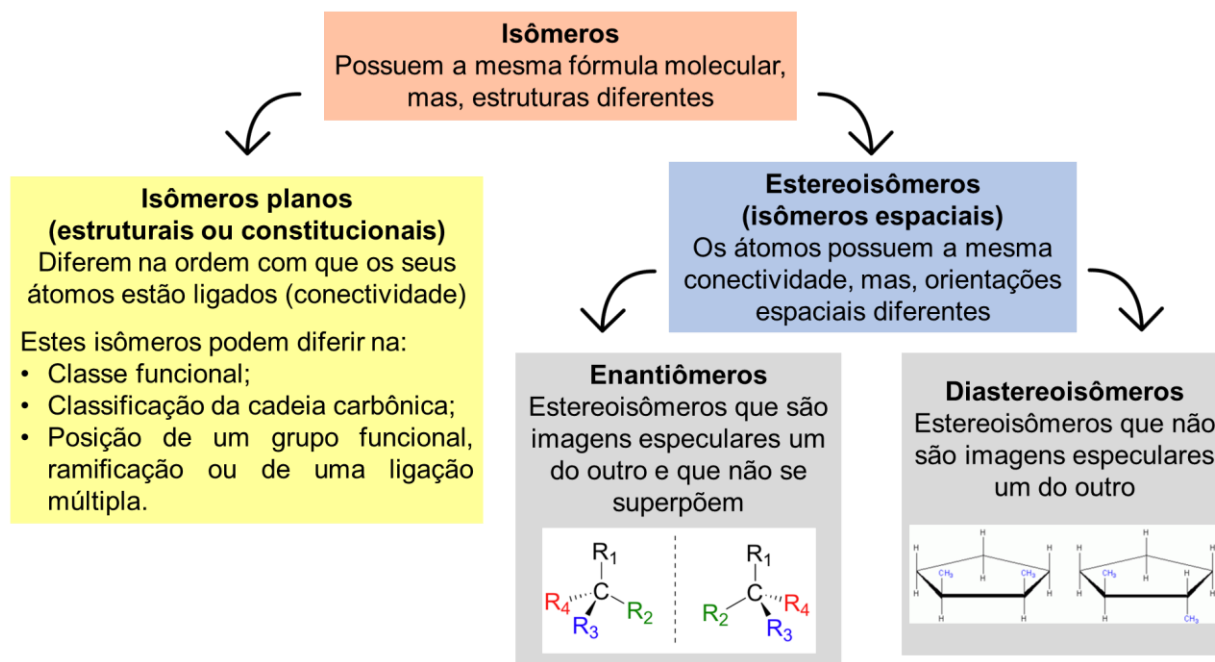 Isômeros
Possuem a mesma fórmula molecular,
mas, estruturas diferentes
Isômeros planos
(estruturais ou constitucionais)
Diferem na ordem com que os seus
átomos estão ligados (conectividade)
Estes isômeros podem diferir na:
• Classe funcional;
• Classificação da cadeia carbônica;
• Posição de um grupo funcional,
ramificação ou de uma ligação
múltipla.
Estereoisômeros
(isômeros espaciais)
Os átomos possuem a mesma
conectividade, mas, orientações
espaciais diferentes
Enantiômeros
Estereoisômeros que são
imagens especulares um
do outro e que não se
superpõem
R₁
C
R₄
R₂
R₃
R₁
C
R₄
R₂
R₃
Diastereoisômeros
Estereoisômeros que não
são imagens especulares
um do outro
H
H H
CH₃ H CH₃
H H
H H
H
H H
CH₃ H H
H
H CH₃